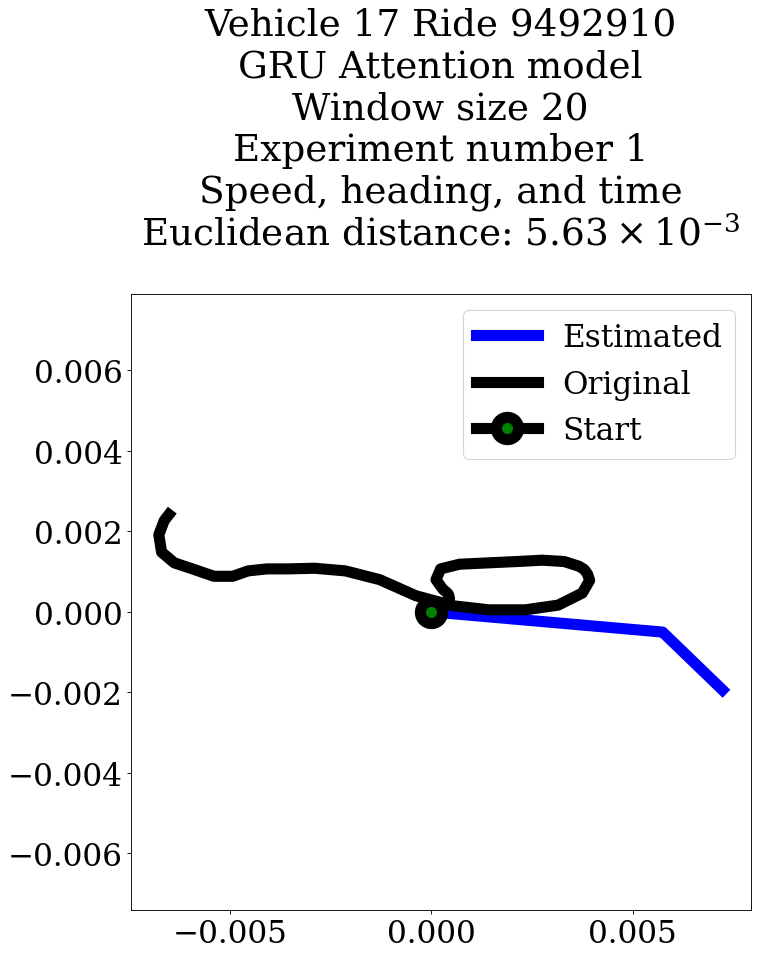 Vehicle 17 Ride 9492910
GRU Attention model
Window size 20
Experiment number 1
Speed, heading, and time
Euclidean distance: 5.63 × 10⁻³
Estimated
Original
Start
0.006
0.004
0.002
0.000
−0.002
−0.004
−0.006
−0.005 0.000 0.005